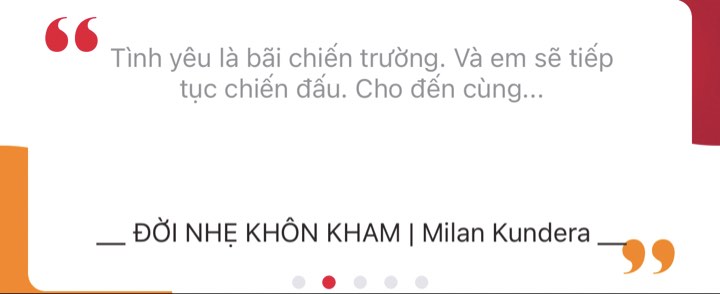 “
Tình yêu là bãi chiến trường. Và em sẽ tiếp
tục chiến đấu. Cho đến cùng...
__ ĐỜI NHẸ KHÔN KHAM | Milan Kundera __
”